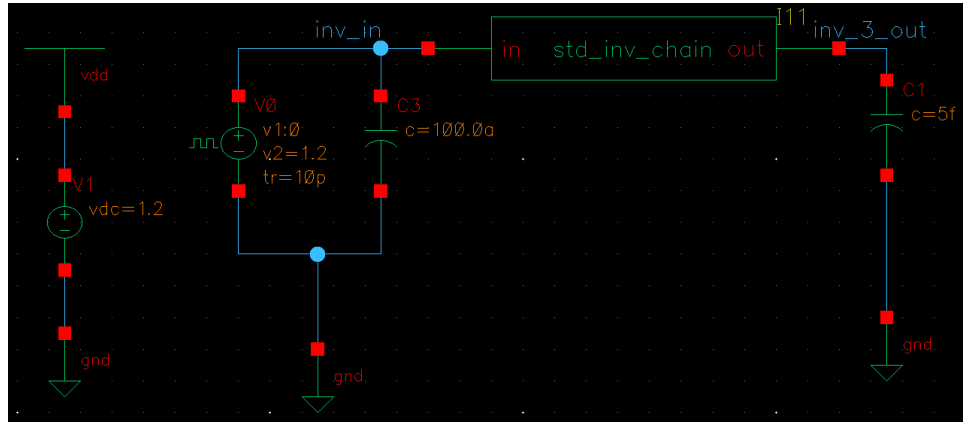 inv_in
I11
inv_3_out
in std_inv_chain out
vdd
V0
C3
C1
v1:0
c=100.0a
c=5f
v2=1.2
tr=10p
V1
vdc=1.2
gnd
gnd
gnd